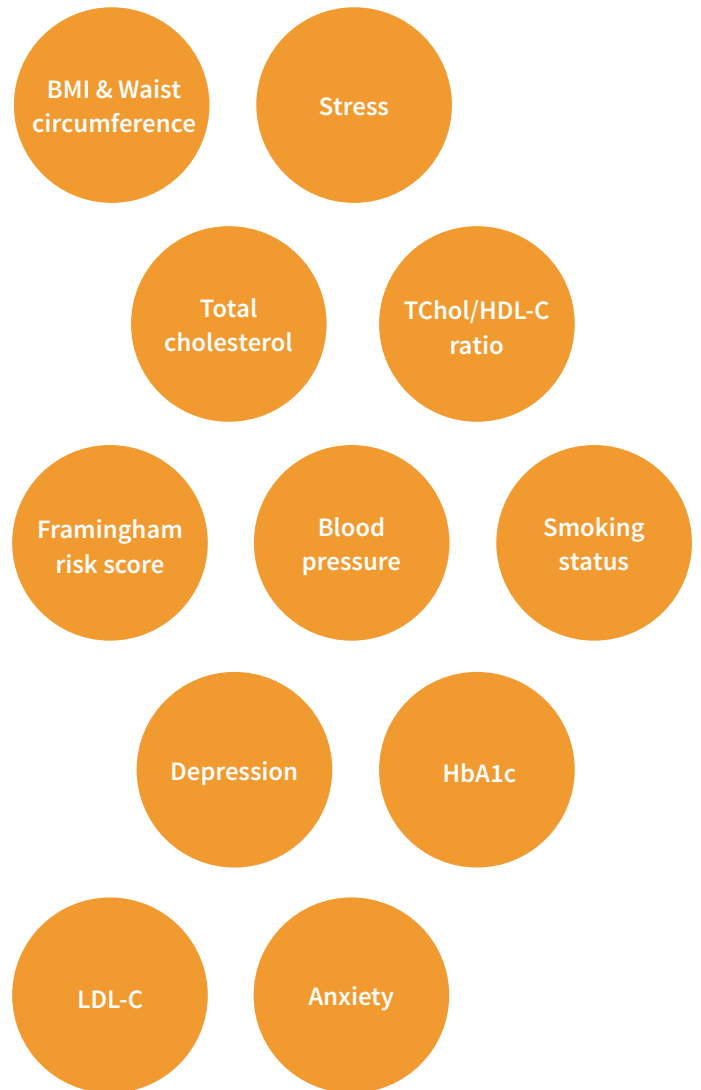 BMI & Waist
circumference
Stress
Total
cholesterol
TChol/HDL-C
ratio
Framingham
risk score
Blood
pressure
Smoking
status
Depression
HbA1c
LDL-C
Anxiety